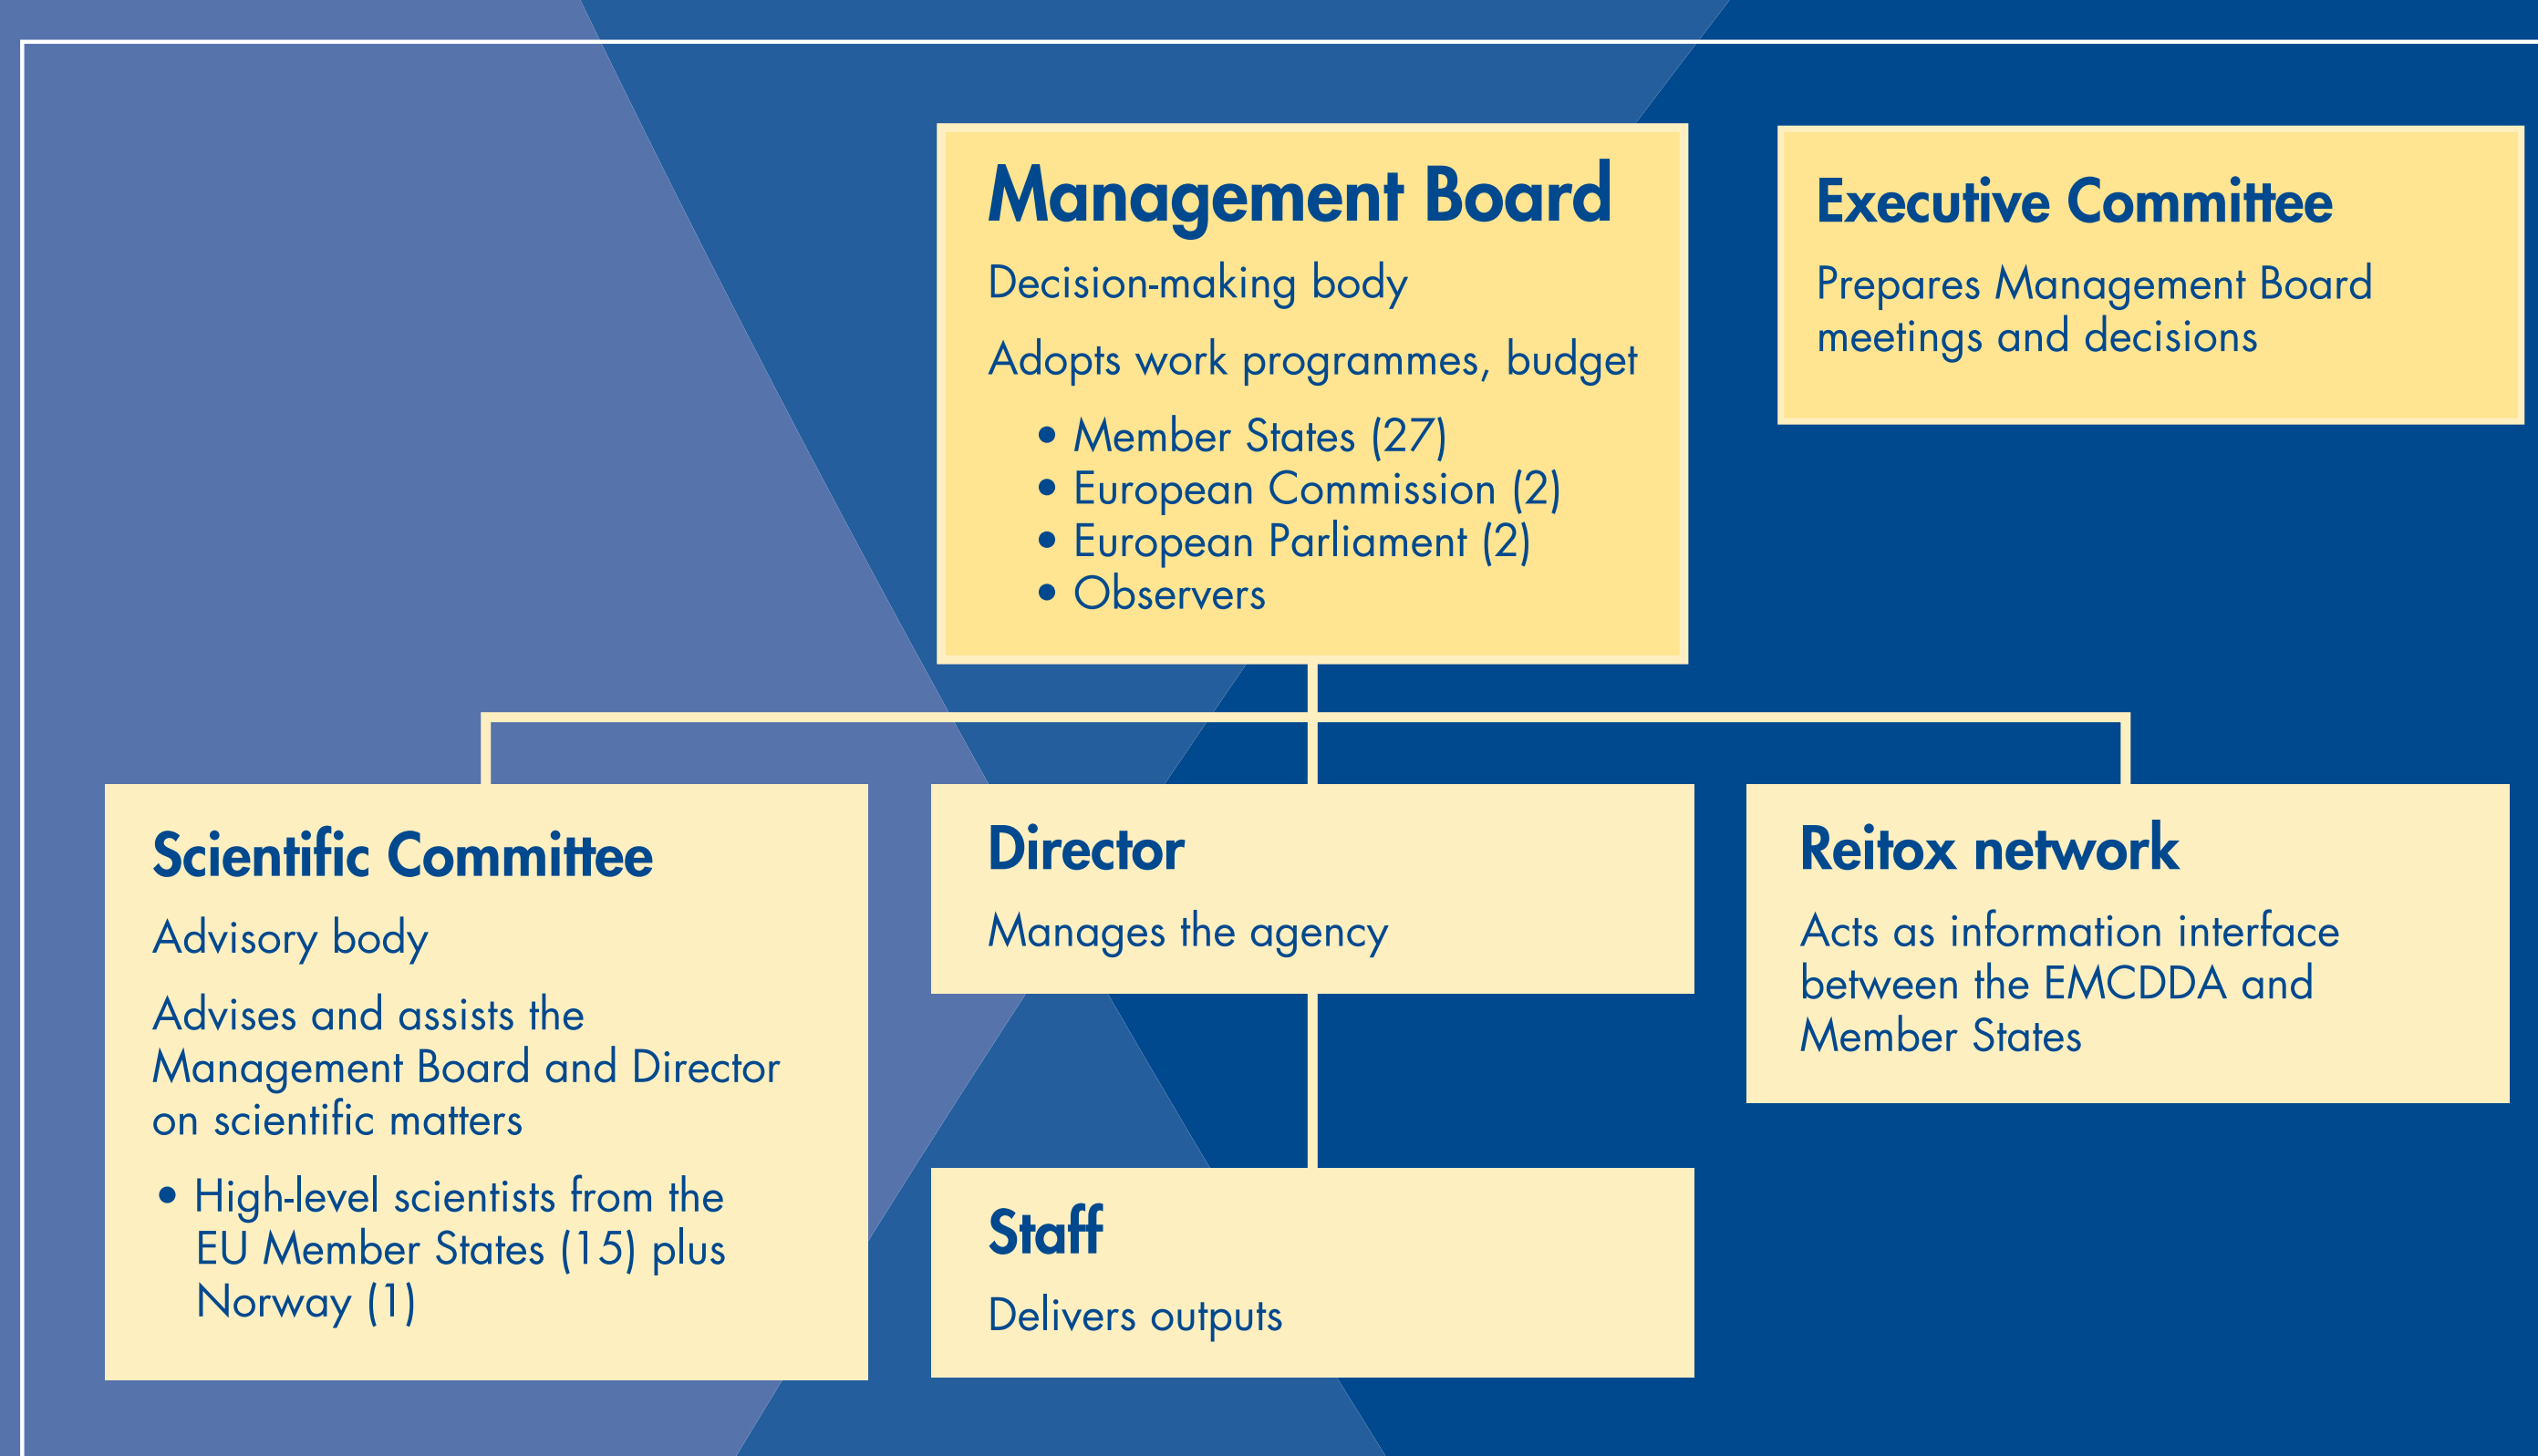 Management Board
Decision-making body
Adopts work programmes, budget
• Member States (27)
• European Commission (2)
• European Parliament (2)
• Observers
Executive Committee
Prepares Management Board
meetings and decisions
Scientific Committee
Advisory body
Advises and assists the
Management Board and Director
on scientific matters
• High-level scientists from the
EU Member States (15) plus
Norway (1)
Director
Manages the agency
Reitox network
Acts as information interface
between the EMCDDA and
Member States
Staff
Delivers outputs